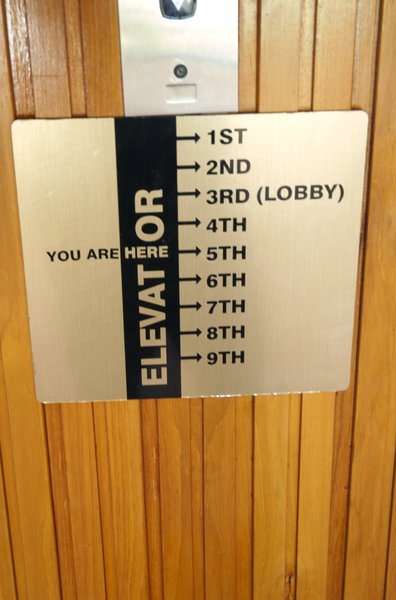 1ST
2ND
3RD (LOBBY)
4TH
YOU ARE HERE 5TH
6TH
7TH
8TH
9TH
ELEVATOR